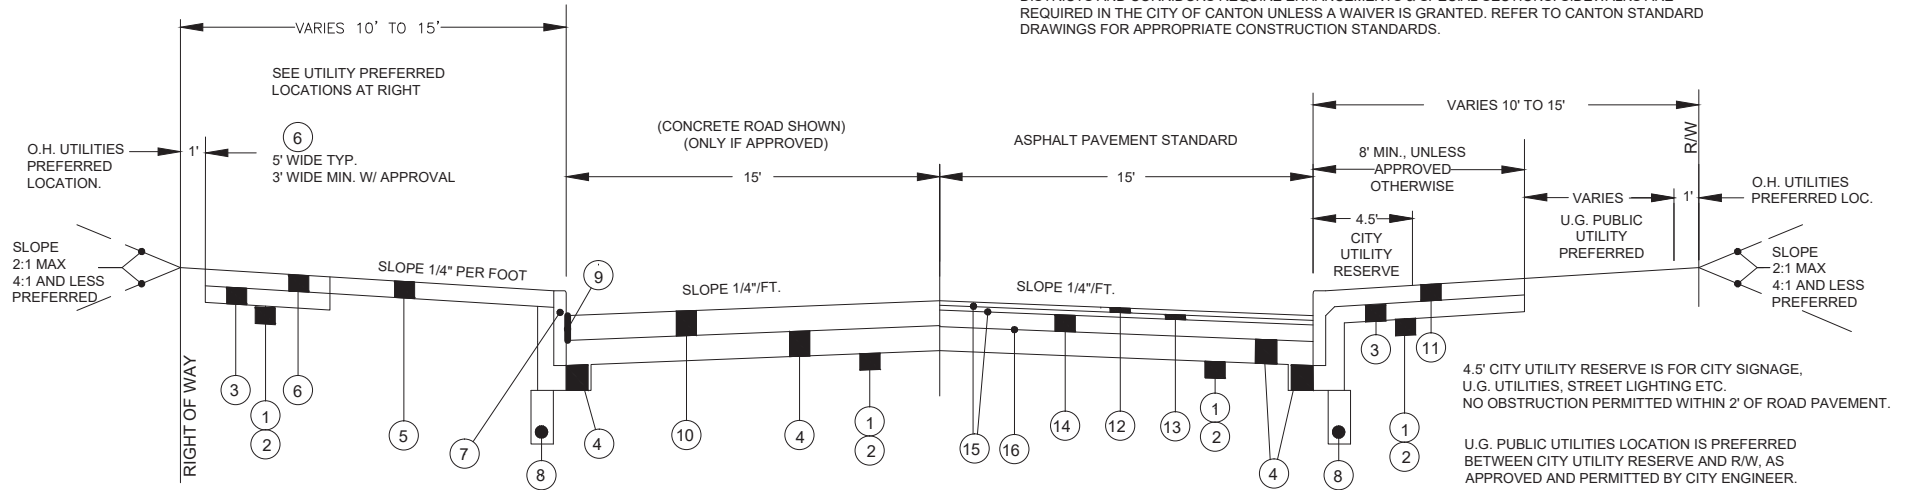 REQUIRED IN THE CITY OF CANTON UNLESS A WAIVER IS GRANTED. REFER TO CANTON STANDARD
DRAWINGS FOR APPROPRIATE CONSTRUCTION STANDARDS.
VARIES 10' TO 15'
SEE UTILITY PREFERRED
LOCATIONS AT RIGHT
6
5' WIDE TYP.
3' WIDE MIN. W/ APPROVAL
O.H. UTILITIES
PREFERRED
LOCATION.
1'
(CONCRETE ROAD SHOWN)
(ONLY IF APPROVED)
15'
ASPHALT PAVEMENT STANDARD
15'
VARIES 10' TO 15'
R/W
8' MIN., UNLESS
APPROVED
OTHERWISE
VARIES
1'
O.H. UTILITIES
PREFERRED LOC.
4.5'
CITY
UTILITY
RESERVE
U.G. PUBLIC
UTILITY
PREFERRED
SLOPE
2:1 MAX
4:1 AND LESS
PREFERRED
SLOPE 1/4" PER FOOT
9
SLOPE 1/4"/FT.
SLOPE 1/4"/FT.
SLOPE
2:1 MAX
4:1 AND LESS
PREFERRED
RIGHT OF WAY
3
1
2
6
5
7
8
4
10
4
1
2
15
16
14
12
13
1
2
4
8
3
1
2
11
4.5' CITY UTILITY RESERVE IS FOR CITY SIGNAGE,
U.G. UTILITIES, STREET LIGHTING ETC.
NO OBSTRUCTION PERMITTED WITHIN 2' OF ROAD PAVEMENT.
U.G. PUBLIC UTILITIES LOCATION IS PREFERRED
BETWEEN CITY UTILITY RESERVE AND R/W, AS
APPROVED AND PERMITTED BY CITY ENGINEER.